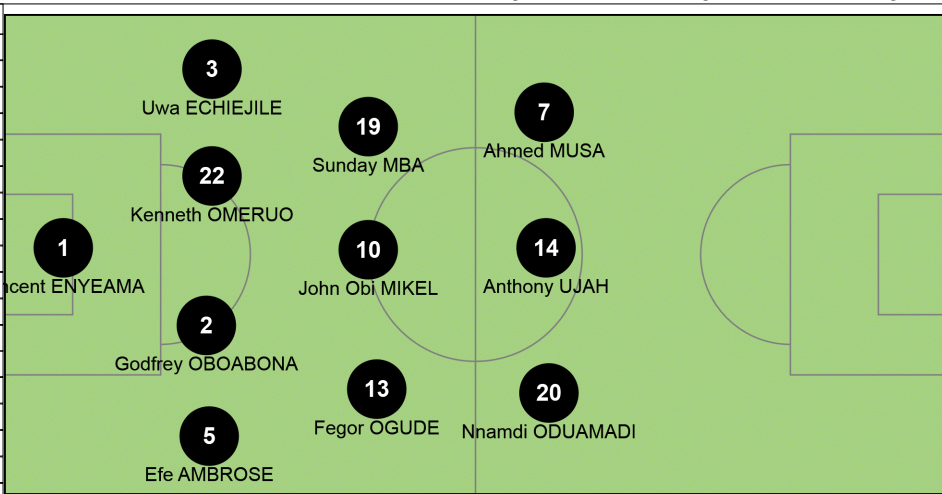 3
Uwa ECHIEJILE
22
Kenneth OMERUO
1
ncent ENYEAMA
2
Godfrey OBOABONA
5
Efe AMBROSE
19
Sunday MBA
10
John Obi MIKEL
13
Fegor OGUDE
7
Ahmed MUSA
14
Anthony UJAH
20
Nnamdi ODUAMADI